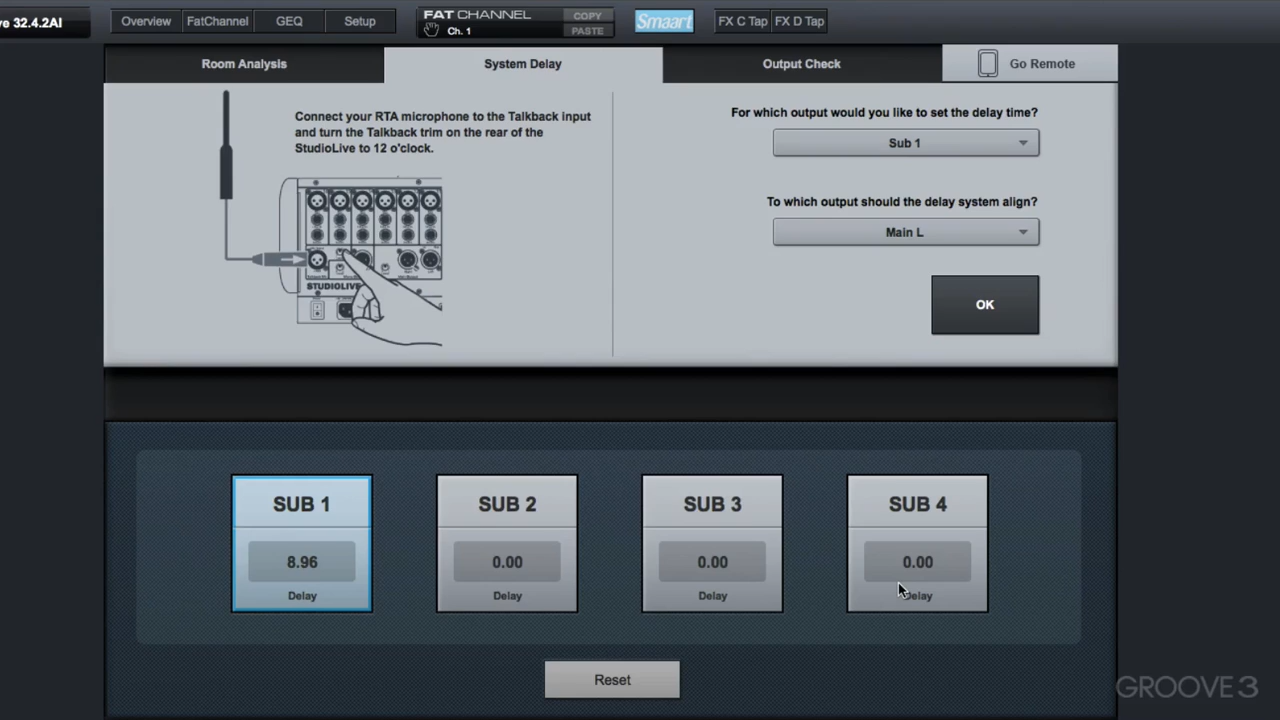 ve 32.4.2AI
Overview
FatChannel
GEQ
Setup
FAT CHANNEL
Ch. 1
COPY
PASTE
Smaart
FX C Tap
FX D Tap
Room Analysis
System Delay
Output Check
Go Remote
Connect your RTA microphone to the Talkback input
and turn the Talkback trim on the rear of the
StudioLive to 12 o'clock.
STUDIOLIVE
For which output would you like to set the delay time?
Sub 1
To which output should the delay system align?
Main L
OK
SUB 1
8.96
Delay
SUB 2
0.00
Delay
SUB 3
0.00
Delay
SUB 4
0.00
Delay
Reset
GROOVE 3